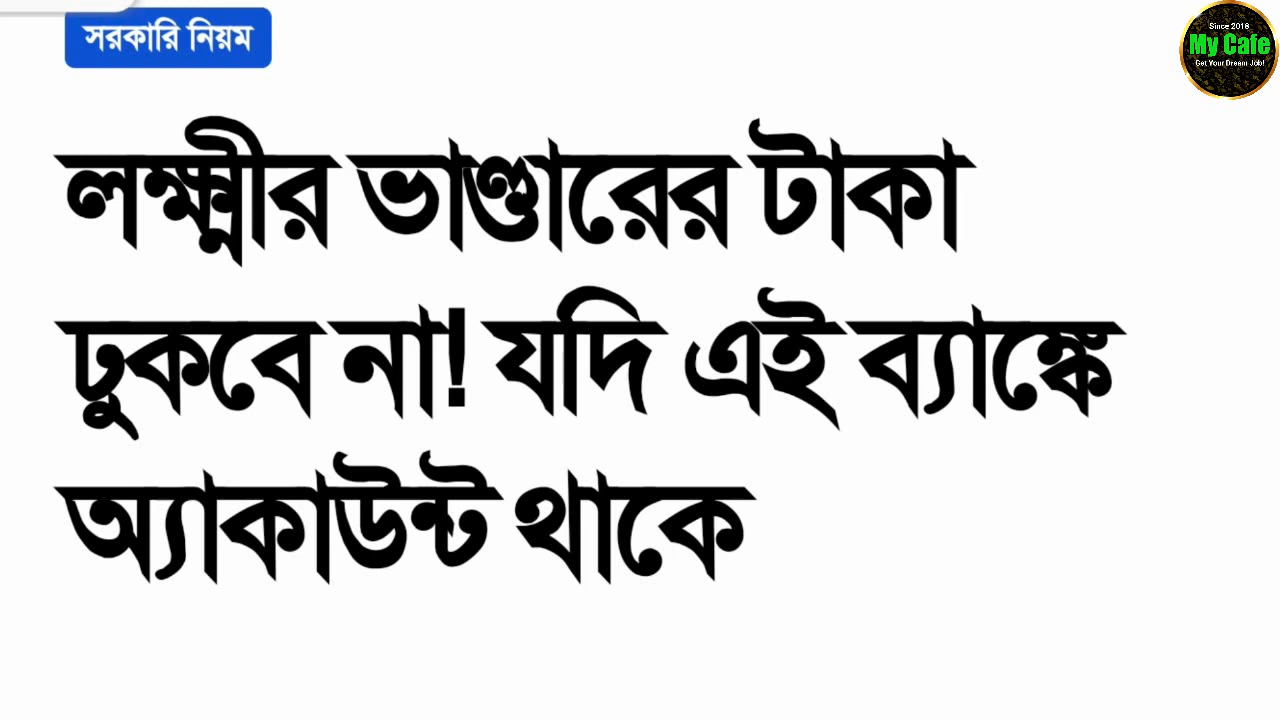 সরকারি নিয়ম
Since 2018
My Cafe
Get Your Dream Job!
লক্ষ্মীর ভাণ্ডারের টাকা
ঢুকবে না! যদি এই ব্যাঙ্কে
অ্যাকাউন্ট থাকে